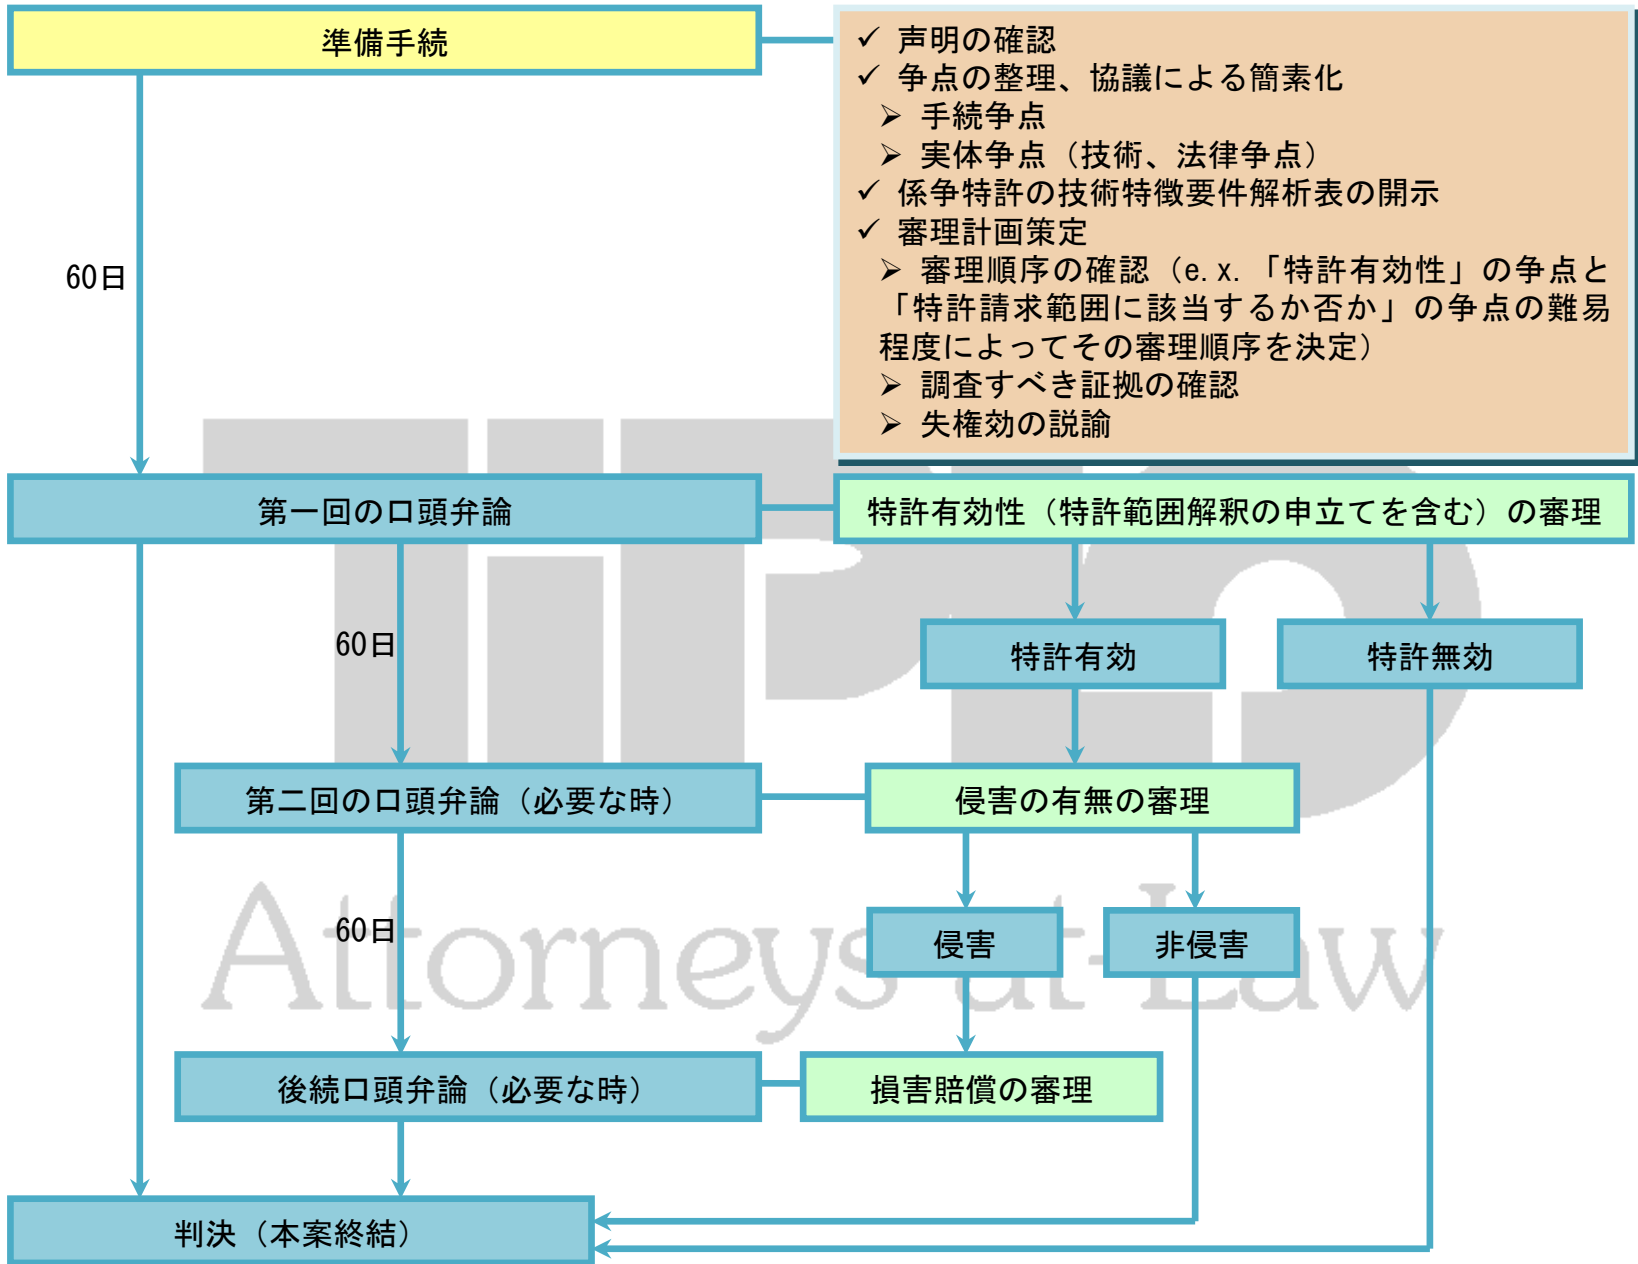 準備手続
✓ 声明の確認
✓ 争点の整理、協議による簡素化
➢ 手続争点
➢ 実体争点（技術、法律争点）
✓ 係争特許の技術特徴要件解析表の開示
✓ 審理計画策定
➢ 審理順序の確認（e.x.「特許有効性」の争点と
「特許請求範囲に該当するか否か」の争点の難易
程度によってその審理順序を決定）
➢ 調査すべき証拠の確認
➢ 失権効の説諭
60日
第一回の口頭弁論
特許有効性（特許範囲解釈の申立てを含む）の審理
60日
特許有効
特許無効
第二回の口頭弁論（必要な時）
侵害の有無の審理
60日
侵害
非侵害
後続口頭弁論（必要な時）
損害賠償の審理
判決（本案終結）
TIPLO
Attorneys at Law